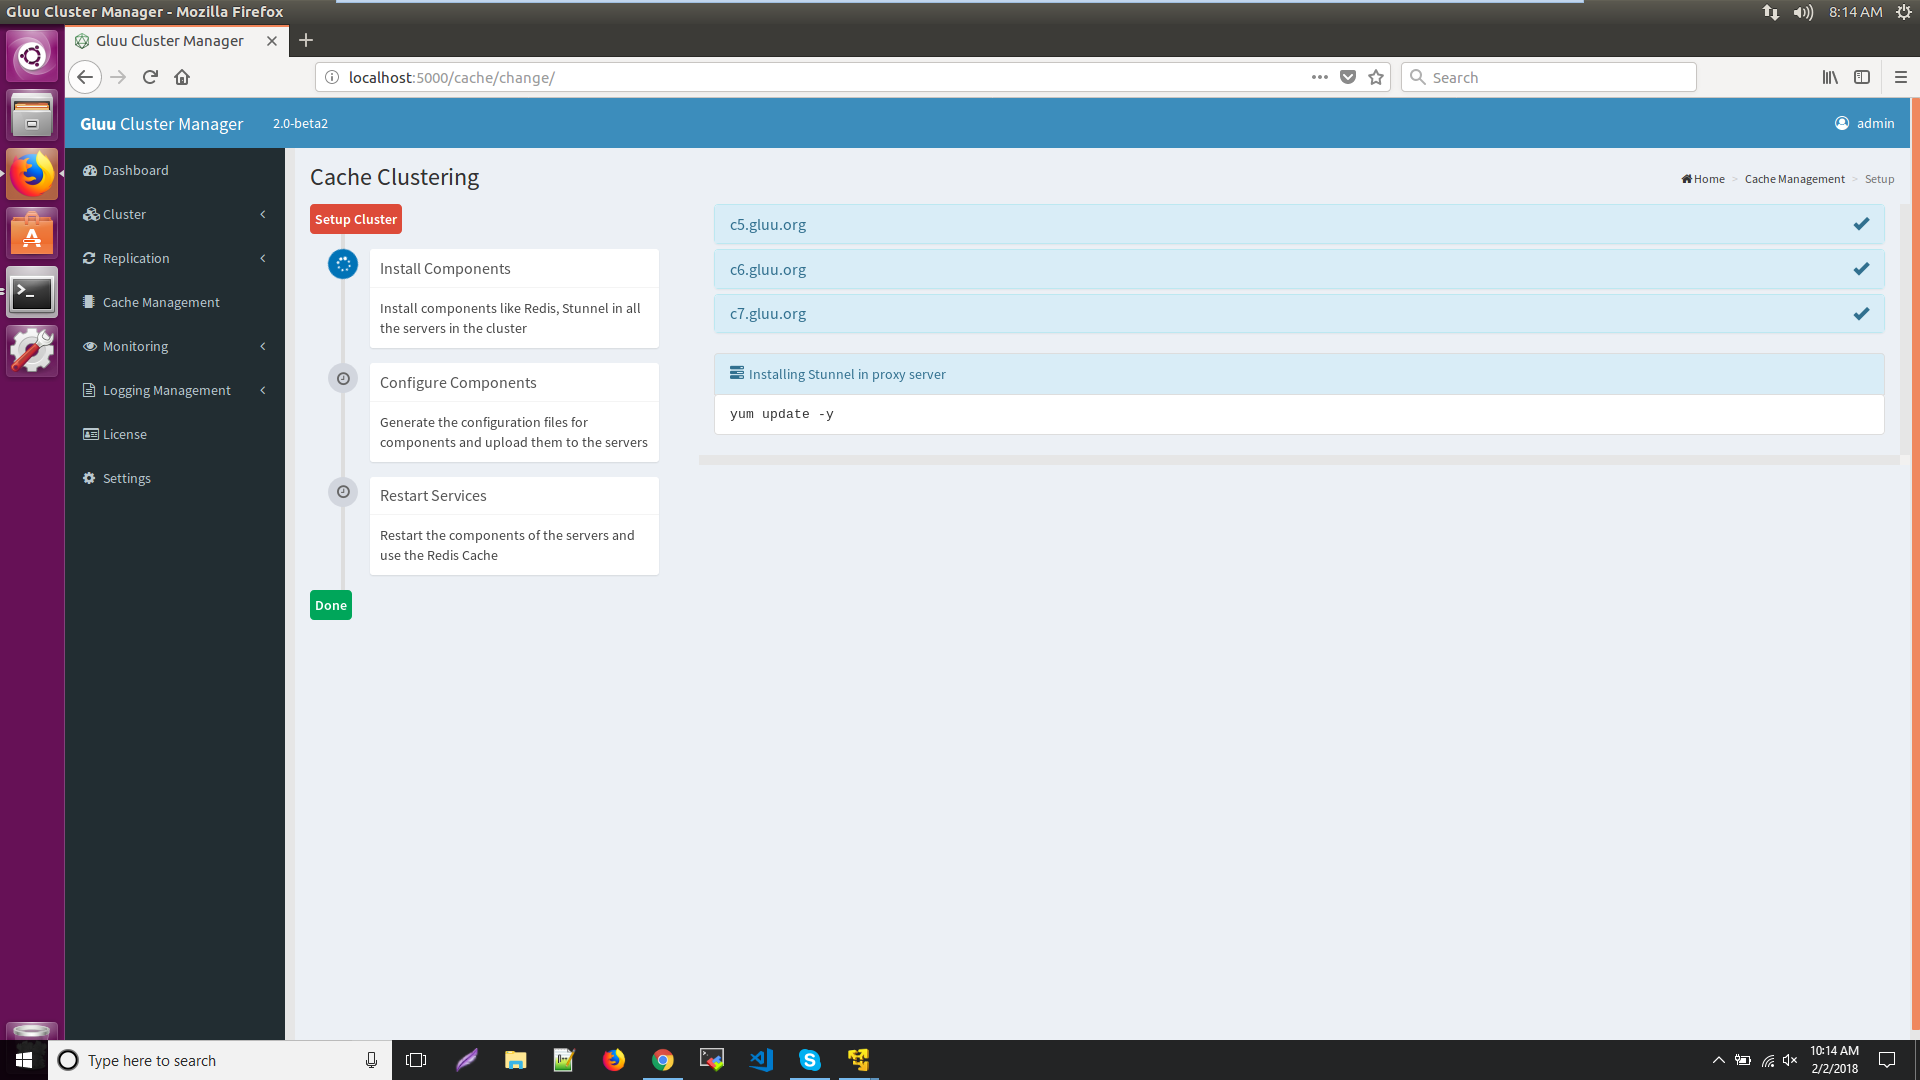 Gluu Cluster Manager - Mozilla Firefox
8:14 AM
Gluu Cluster Manager
localhost:5000/cache/change/
Search
Gluu Cluster Manager
2.0-beta2
admin
Dashboard
Cluster
Replication
Cache Management
Monitoring
Logging Management
License
Settings
Cache Clustering
Home > Cache Management > Setup
Setup Cluster
Install Components
Install components like Redis, Stunnel in all
the servers in the cluster
Configure Components
Generate the configuration files for
components and upload them to the servers
Restart Services
Restart the components of the servers and
use the Redis Cache
Done
c5.gluu.org
c6.gluu.org
c7.gluu.org
Installing Stunnel in proxy server
yum update -y
Type here to search
10:14 AM
2/2/2018